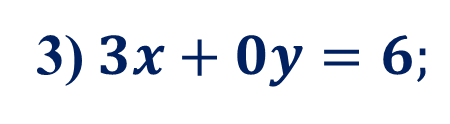 3) 3x + 0y = 6;